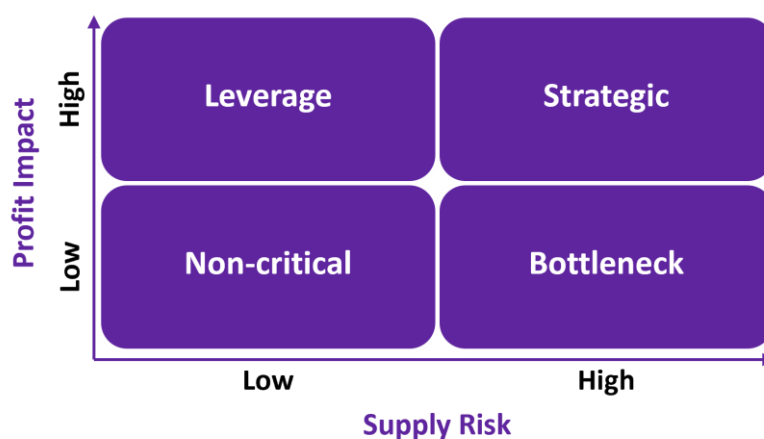 Profit Impact
High
Low
Leverage
Strategic
Non-critical
Bottleneck
Low
High
Supply Risk